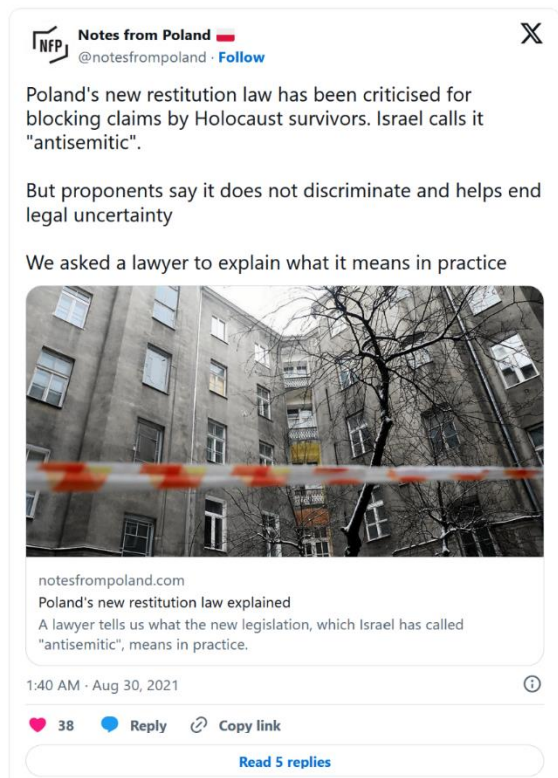 NFP
Notes from Poland
@notesfrompoland · Follow
Poland's new restitution law has been criticised for
blocking claims by Holocaust survivors. Israel calls it
"antisemitic".
But proponents say it does not discriminate and helps end
legal uncertainty
We asked a lawyer to explain what it means in practice
notesfrompoland.com
Poland's new restitution law explained
A lawyer tells us what the new legislation, which Israel has called
"antisemitic", means in practice.
1:40 AM · Aug 30, 2021
38 Reply Copy link
Read 5 replies